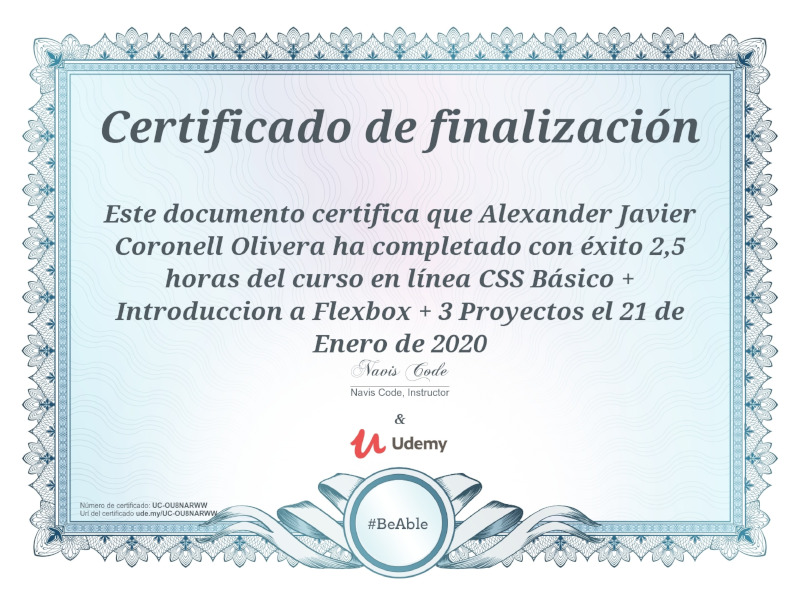 Certificado de finalización
Este documento certifica que Alexander Javier
Coronell Olivera ha completado con éxito 2,5
horas del curso en línea CSS Básico +
Introduccion a Flexbox + 3 Proyectos el 21 de
Enero de 2020
Navis Code
Navis Code, Instructor
&
Udemy
Número de certificado: UC-OU8NARWW
Url del certificado ude.my/UC-OU8NARWW
#BeAble